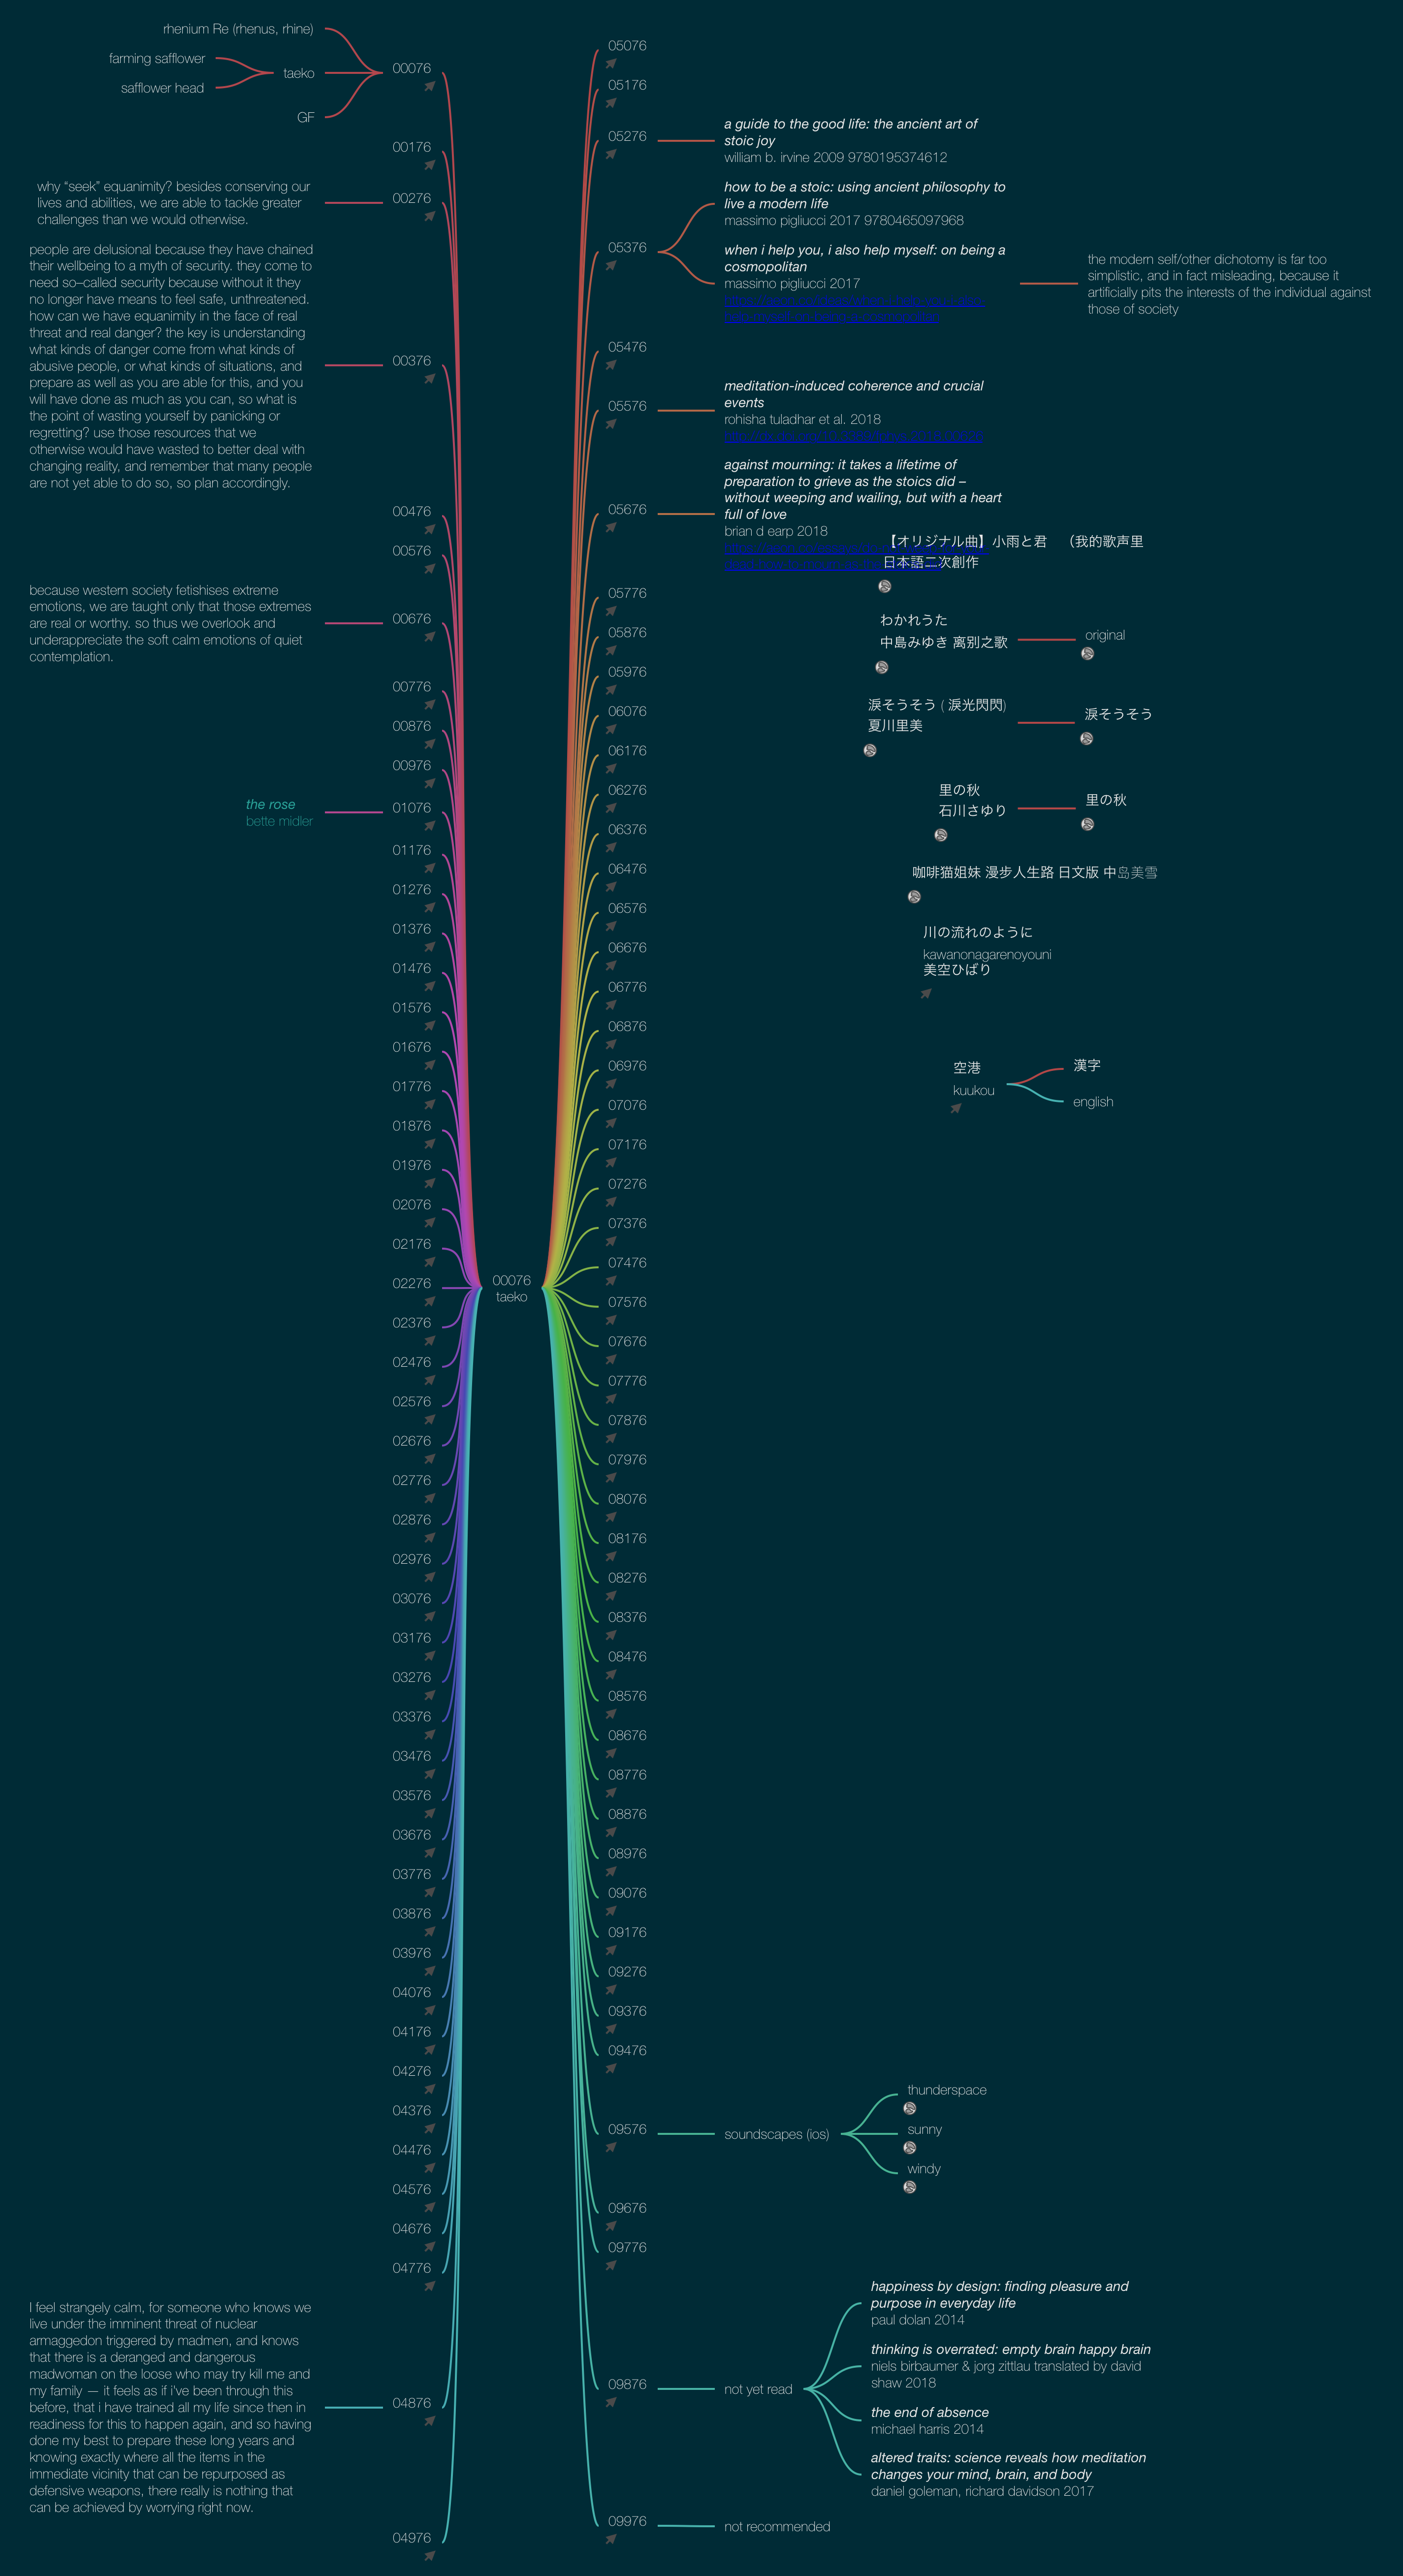 rhenium Re (rhenus, rhine)
farming safflower
safflower head
taeko
GF
00076
00176
why “seek” equanimity? besides conserving our
lives and abilities, we are able to tackle greater
challenges than we would otherwise.
00276
people are delusional because they have chained
their wellbeing to a myth of security. they come to
need so–called security because without it they
no longer have means to feel safe, unthreatened.
how can we have equanimity in the face of real
threat and real danger? the key is understanding
what kinds of danger come from what kinds of
abusive people, or what kinds of situations, and
prepare as well as you are able for this, and you
will have done as much as you can, so what is
the point of wasting yourself by panicking or
regretting? use those resources that we
otherwise would have wasted to better deal with
changing reality, and remember that many people
are not yet able to do so, so plan accordingly.
00376
00476
00576
because western society fetishises extreme
emotions, we are taught only that those extremes
are real or worthy. so thus we overlook and
underappreciate the soft calm emotions of quiet
contemplation.
00676
00776
00876
00976
the rose
bette midler
01076
01176
01276
01376
01476
01576
01676
01776
01876
01976
02076
02176
02276
02376
02476
02576
02676
02776
02876
02976
03076
03176
03276
03376
03476
03576
03676
03776
03876
03976
04076
04176
04276
04376
04476
04576
04676
04776
I feel strangely calm, for someone who knows we
live under the imminent threat of nuclear
armaggedon triggered by madmen, and knows
that there is a deranged and dangerous
madwoman on the loose who may try kill me and
my family — it feels as if i've been through this
before, that i have trained all my life since then in
readiness for this to happen again, and so having
done my best to prepare these long years and
knowing exactly where all the items in the
immediate vicinity that can be repurposed as
defensive weapons, there really is nothing that
can be achieved by worrying right now.
04876
04976
00076
taeko
05076
05176
05276
a guide to the good life: the ancient art of
stoic joy
william b. irvine 2009 9780195374612
05376
how to be a stoic: using ancient philosophy to
live a modern life
massimo pigliucci 2017 9780465097968
when i help you, i also help myself: on being a
cosmopolitan
massimo pigliucci 2017
the modern self/other dichotomy is far too
simplistic, and in fact misleading, because it
artificially pits the interests of the individual against
those of society
05476
05576
meditation-induced coherence and crucial
events
rohisha tuladhar et al. 2018
05676
against mourning: it takes a lifetime of
preparation to grieve as the stoics did –
without weeping and wailing, but with a heart
full of love
brian d earp 2018
【オリジナル曲】小雨と君 （我的歌声里
日本語二次創作
05776
05876
05976
06076
06176
06276
06376
06476
06576
06676
06776
06876
06976
07076
07176
07276
07376
07476
07576
07676
07776
07876
07976
08076
08176
08276
08376
08476
08576
08676
08776
08876
08976
09076
09176
09276
09376
09476
わかれうた
中島みゆき 离别之歌
original
涙そうそう ( 淚光閃閃)
夏川里美
涙そうそう
里の秋
石川さゆり
里の秋
咖啡猫姐妹 漫步人生路 日文版 中岛美雪
川の流れのように
kawanonagarenoyouni
美空ひばり
空港
kuukou
漢字
english
09576
soundscapes (ios)
thunderspace
sunny
windy
09676
09776
09876
not yet read
happiness by design: finding pleasure and
purpose in everyday life
paul dolan 2014
thinking is overrated: empty brain happy brain
niels birbaumer & jorg zittlau translated by david
shaw 2018
the end of absence
michael harris 2014
altered traits: science reveals how meditation
changes your mind, brain, and body
daniel goleman, richard davidson 2017
09976
not recommended